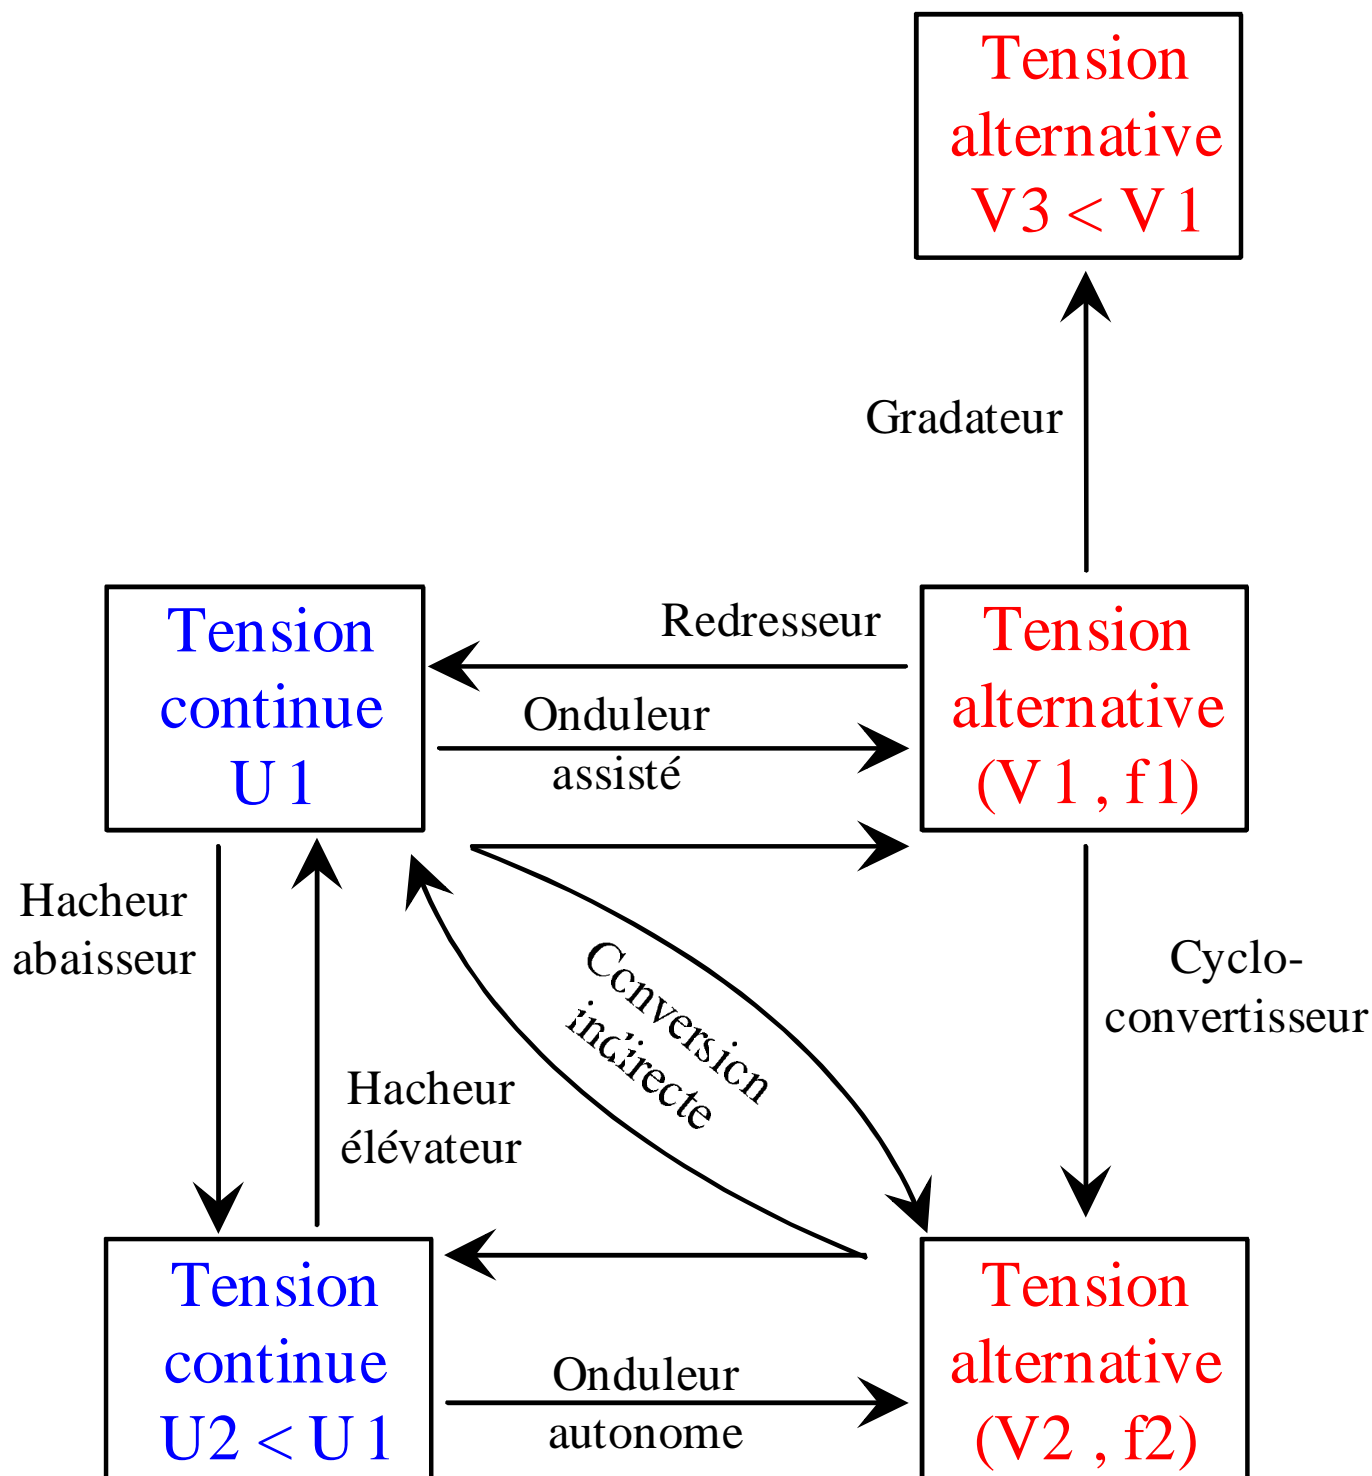 Tension
alternative
V3 < V1
Gradateur
Tension
continue
U1
Redresseur
Onduleur
assisté
Tension
alternative
(V1 , f1)
Hacheur
abaisseur
Conversion
indirecte
Cyclo-
convertisseur
Hacheur
élévateur
Tension
continue
U2 < U1
Onduleur
autonome
Tension
alternative
(V2 , f2)